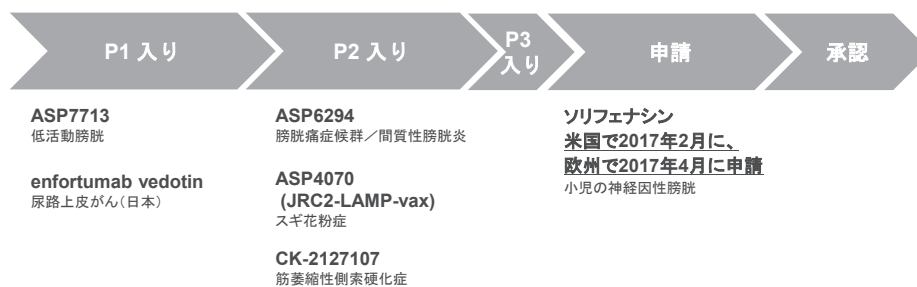 P1 入り
P2 入り
P3
入り
申請
承認
ASP7713
低活動膀胱
enfortumab vedotin
尿路上皮がん(日本)
ASP6294
膀胱痛症候群／間質性膀胱炎
ASP4070
(JRC2-LAMP-vax)
スギ花粉症
CK-2127107
筋萎縮性側索硬化症
ソリフェナシン
米国で2017年2月に、
欧州で2017年4月に申請
小児の神経因性膀胱